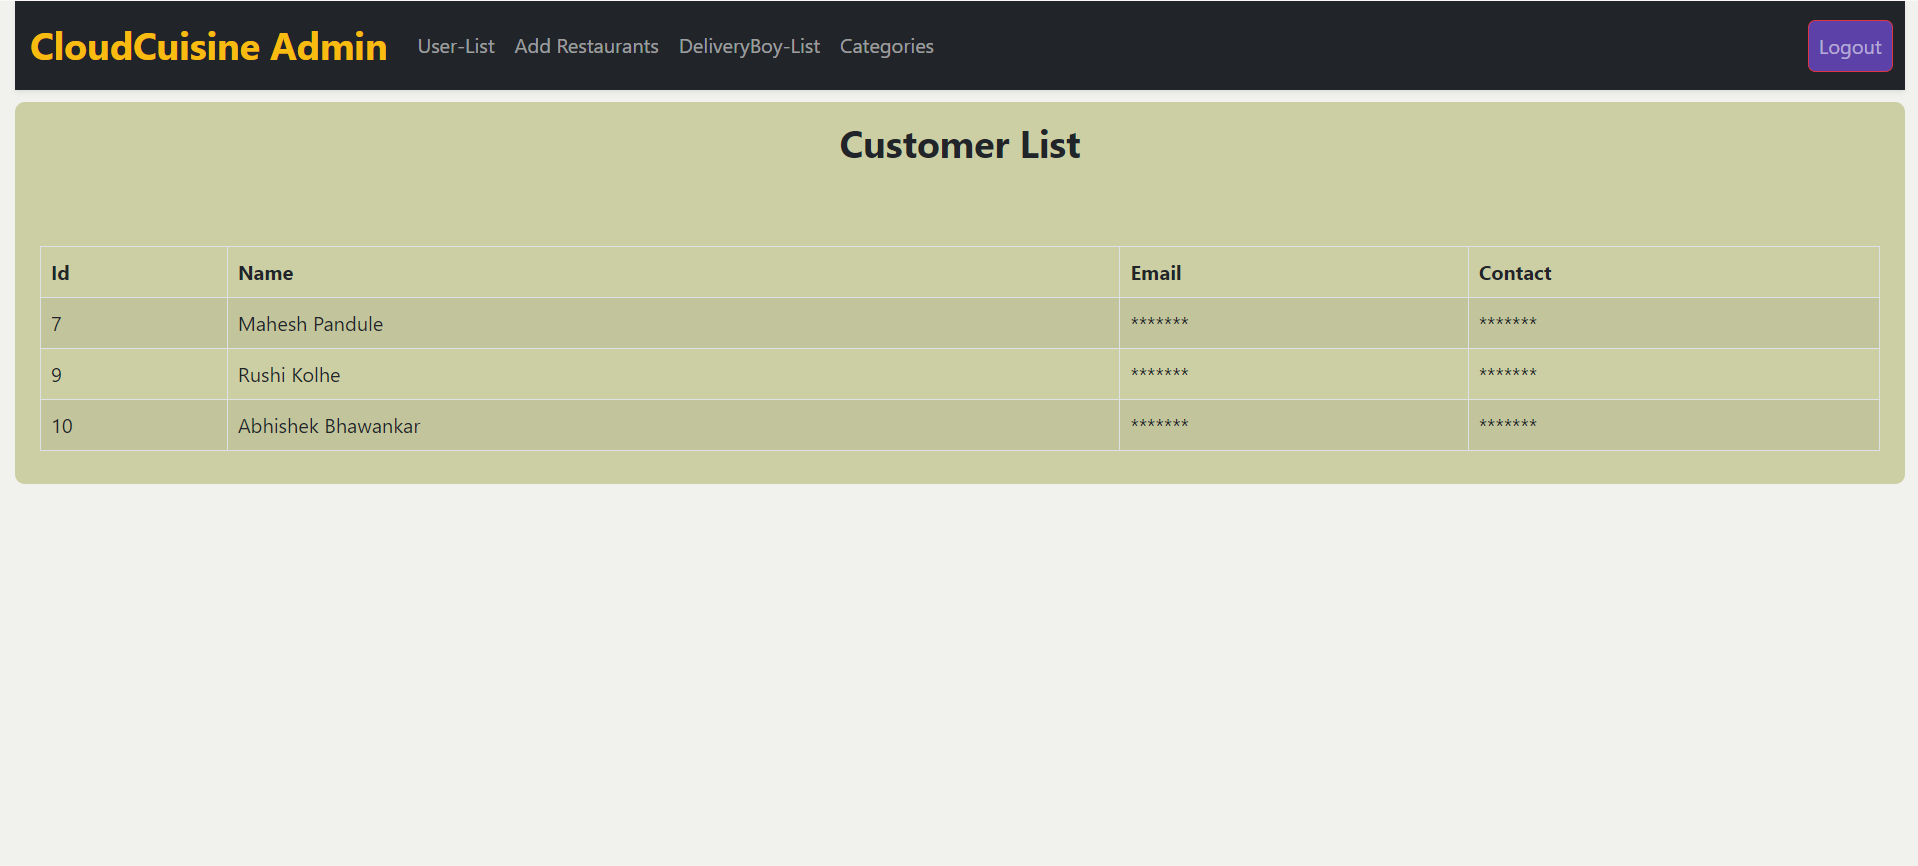 CloudCuisine Admin User-List Add Restaurants DeliveryBoy-List Categories Logout
Customer List
Id Name Email Contact
7 Mahesh Pandule ******* *******
9 Rushi Kolhe ******* *******
10 Abhishek Bhawankar ******* *******